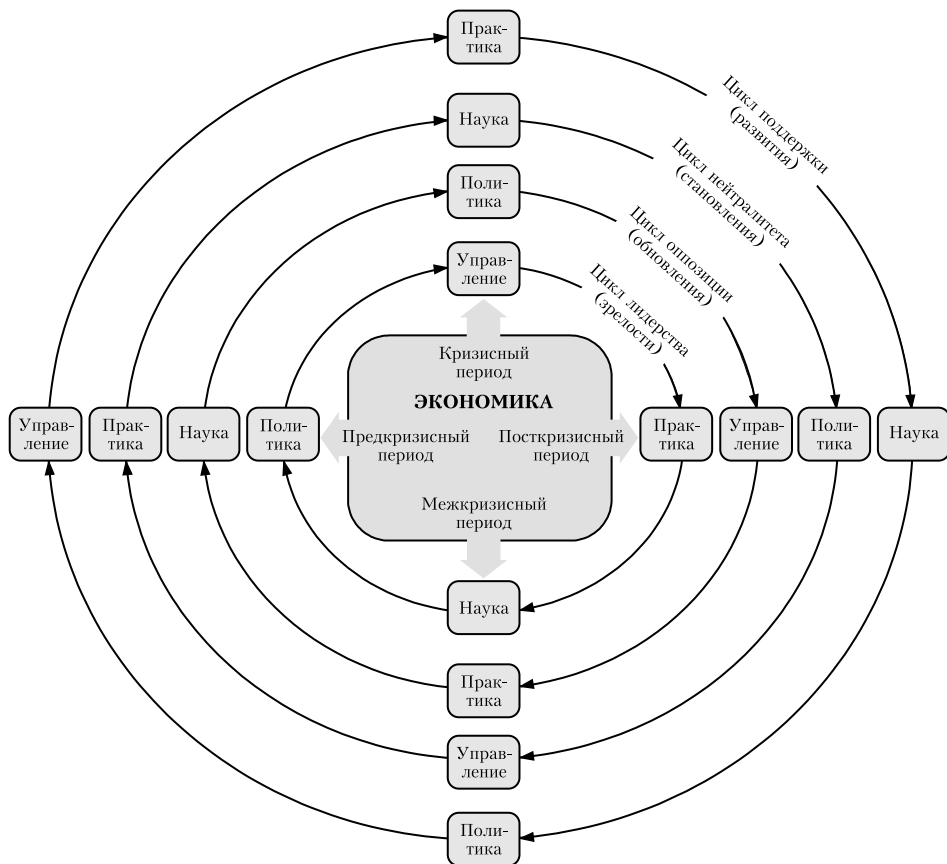 Прак-
тика
Цикл поддержки
(развития)
Наука
Цикл нейтралитета
(становления)
Поли-
тика
Цикл оппозиции
(обновления)
Управ-
ление
Цикл лидерства
(зрелости)
Кризисный
период
ЭКОНОМИКА
Управ-
ление
Прак-
тика
Наука
Поли-
тика
Предкризисный
период
Посткризисный
период
Прак-
тика
Управ-
ление
Поли-
тика
Наука
Межкризисный
период
Наука
Прак-
тика
Управ-
ление
Поли-
тика